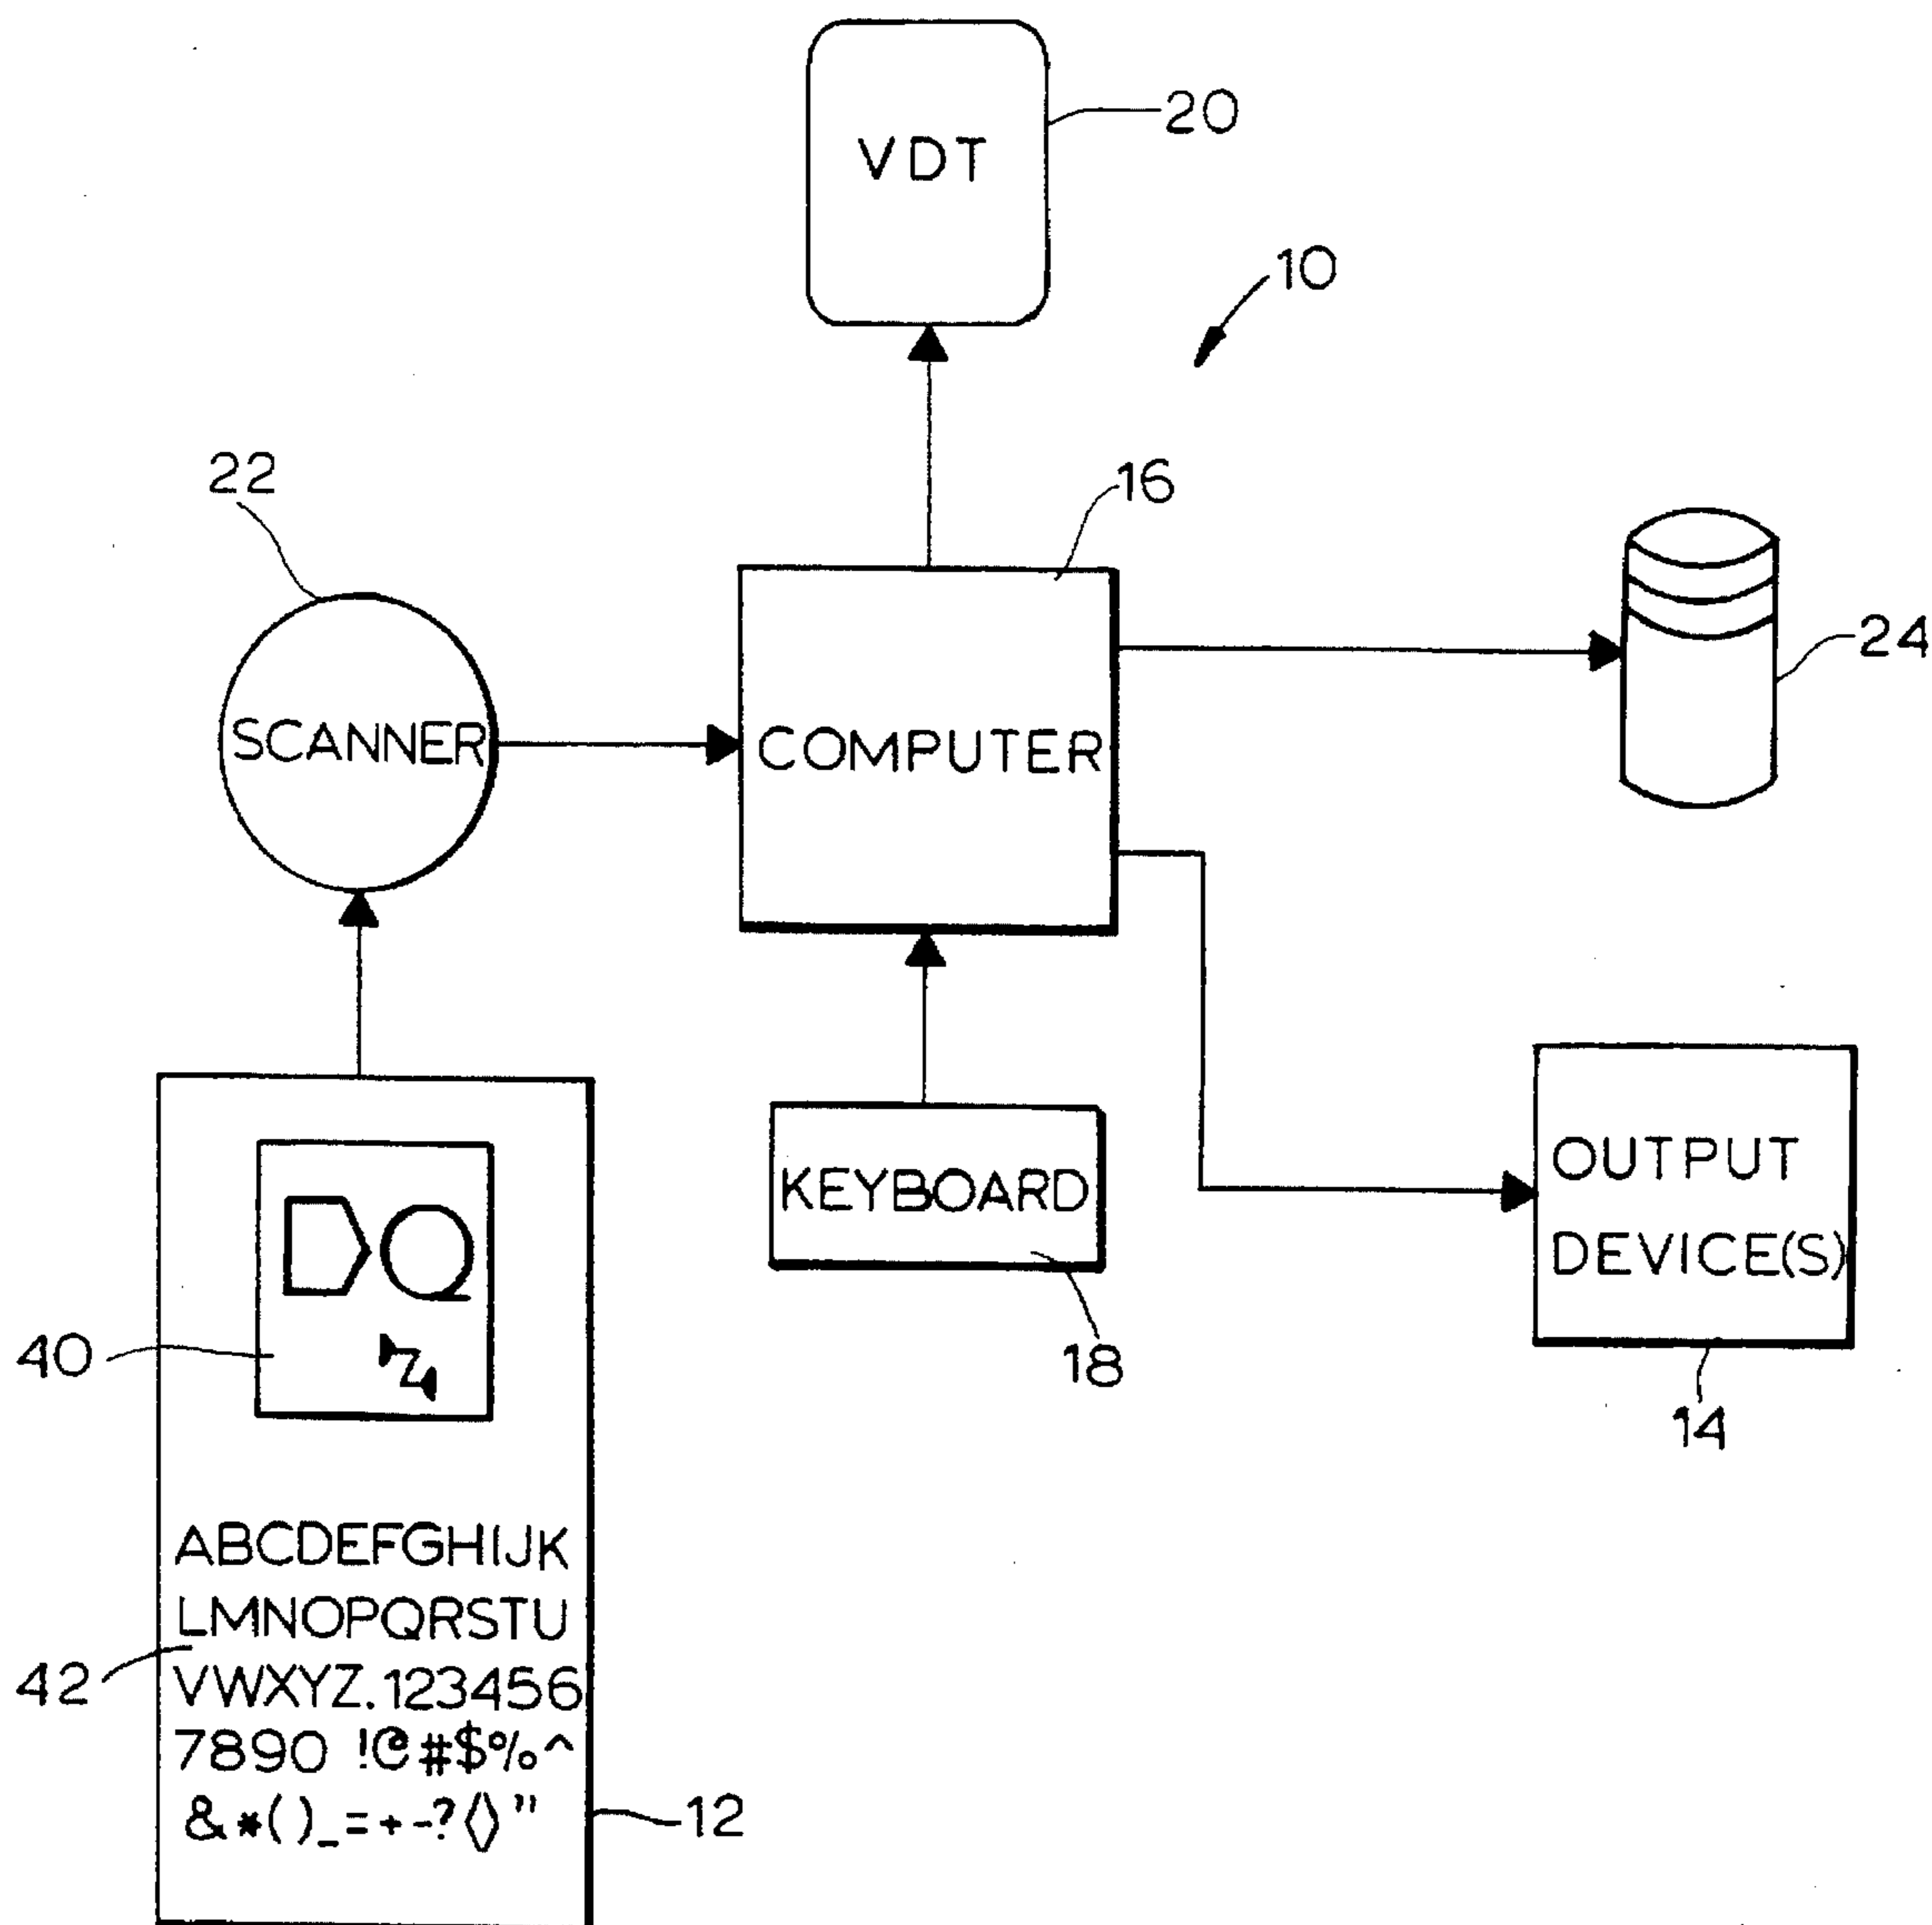 VDT
20
10
22
16
24
SCANNER
COMPUTER
KEYBOARD
18
OUTPUT
DEVICE(S)
14
DQ
40
ABCDEFGHIJK
LMNOPQRSTU
42
VWXYZ.123456
7890 !@#$%^
&*()_=+-?<>"
12